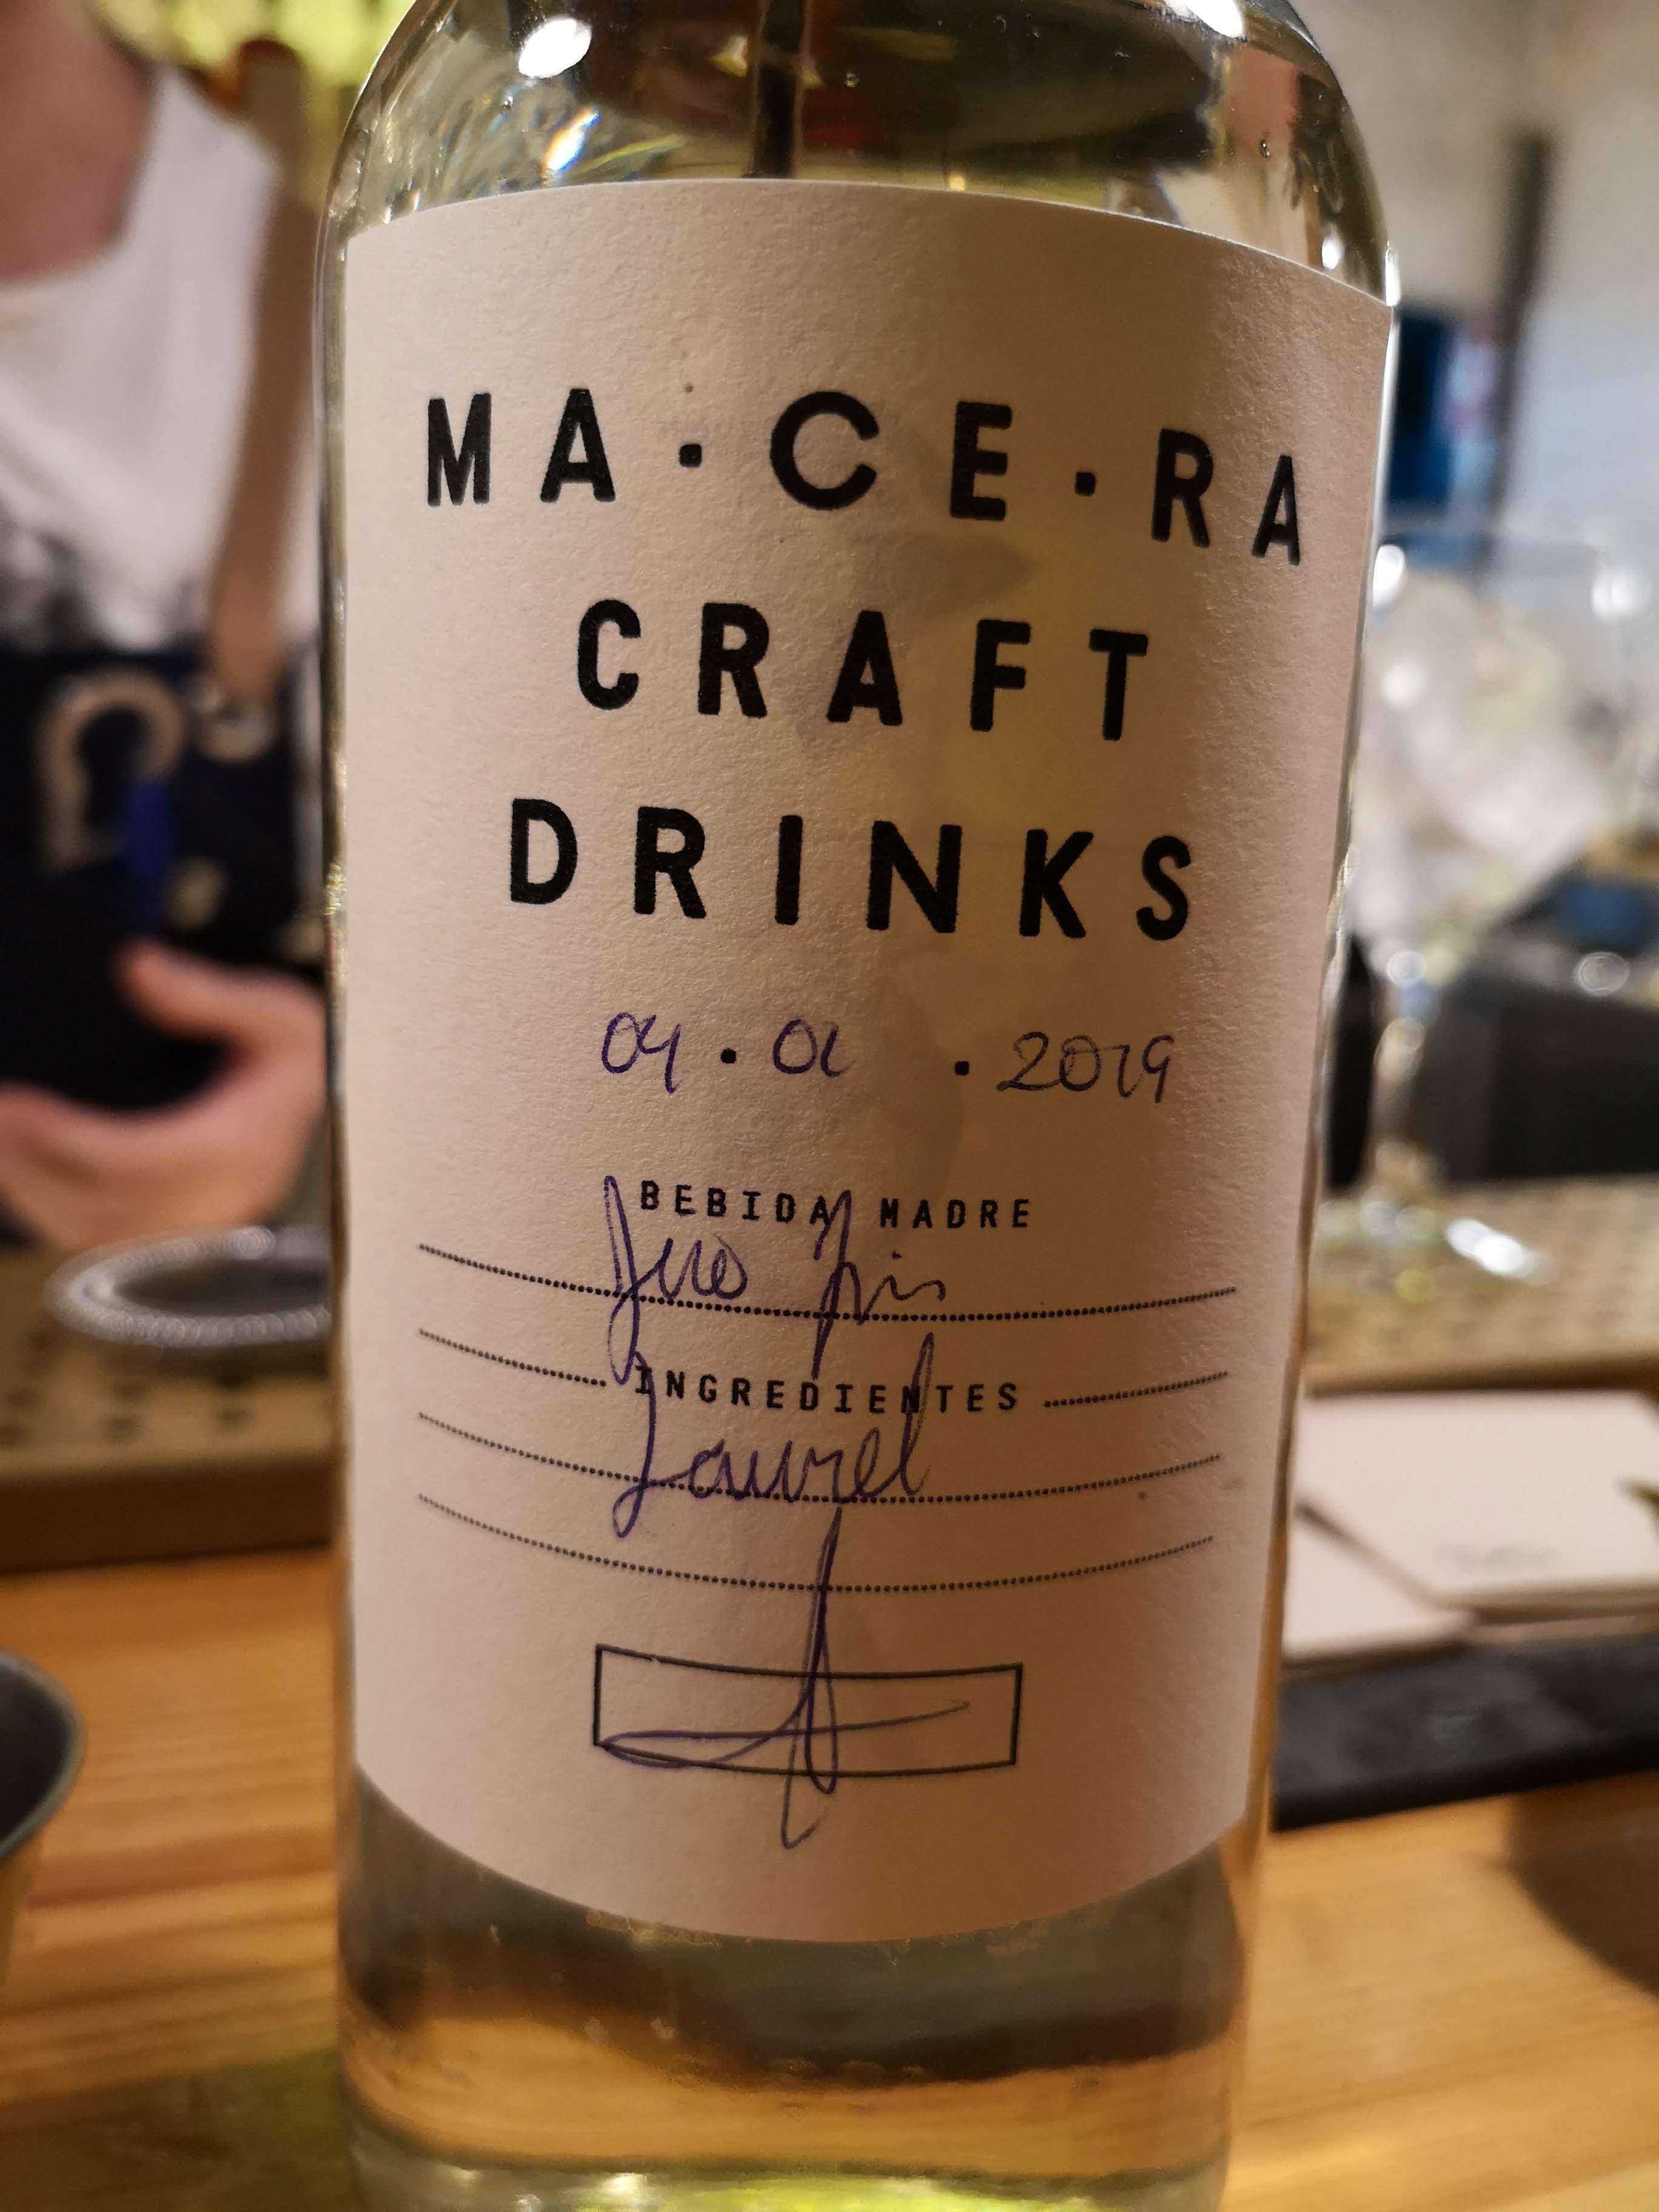 MA·CE·RA
CRAFT
DRINKS
04·01·2019
BEBIDA MADRE
INGREDIENTES
Laurel